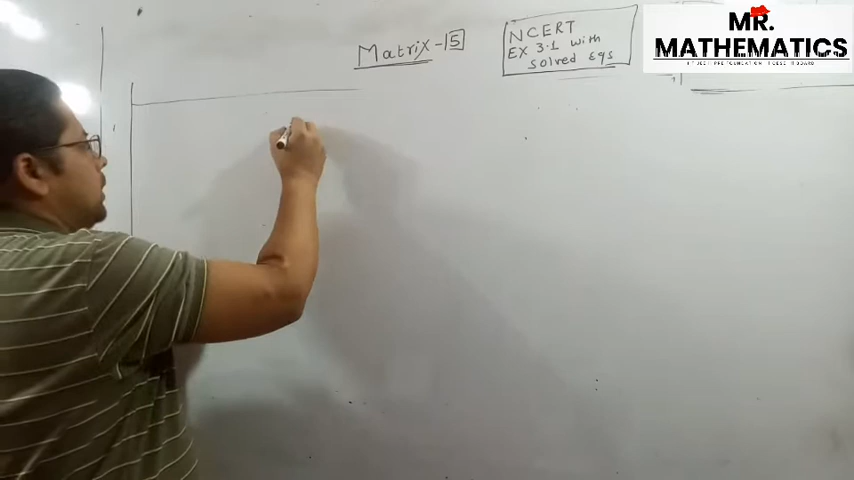 Matrix-15
NCERT
EX 3.1 with
solved Eqs
MR.
MATHEMATICS